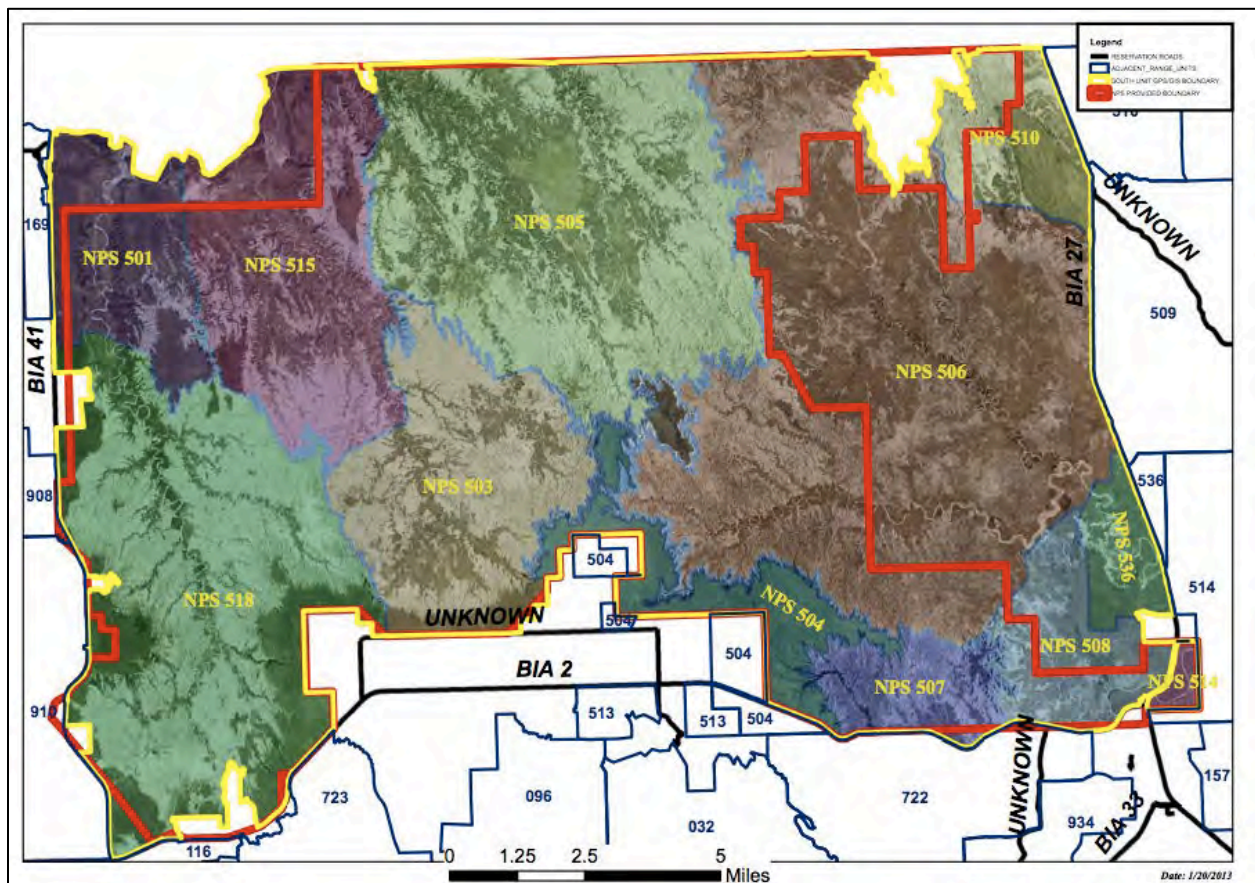 Legend
RESERVATION ROADS
ADJACENT_RANGE_UNITS
SOUTH UNIT GPS/GIS BOUNDARY
NPS PROVIDED BOUNDARY
NPS 510
UNKNOWN
169
NPS 501
NPS 515
NPS 505
BIA 27
509
BIA 41
NPS 506
908
NPS 503
536
NPS 536
504
514
NPS 518
UNKNOWN
504
NPS 504
BIA 2
504
NPS 508
NPS 507
NPS 514
910
513
513
504
UNKNOWN
723
096
032
722
934
BIA 33
157
116
0 1.25 2.5 5
Miles
Date: 1/20/2013